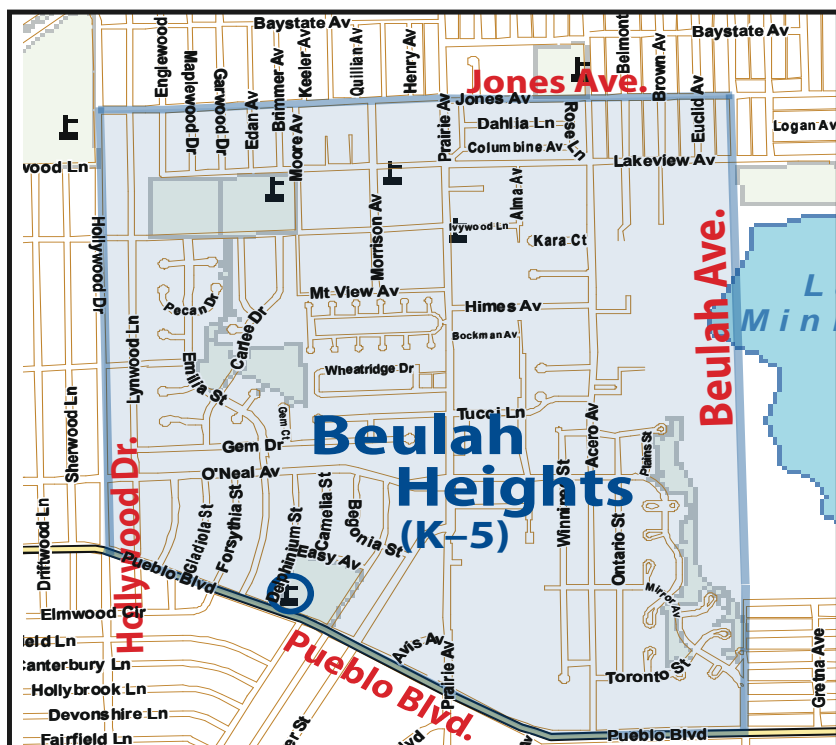 Baystate Av
Baystate Av
Englewood
Maplewood Dr
Garwood Dr
Edan Av
Brimmer Av
Keeler Av
Quillian Av
Henry Av
Belmont
Brown Av
Euclid Av
Jones Ave.
Jones Av
Prairie Av
Dahlia Ln
Rose Ln
Columbine Av
Logan Av
Lakeview Av
wood Ln
Moore Av
Morrison Av
Alma Av
Ivywood Ln
Kara Ct
Hollywood Dr
Beulah Ave.
L
Minn
Pecan Dr
Carlee Dr
Mt View Av
Himes Av
Bockman Av
Lynwood Ln
Emilia St
Wheatridge Dr
Sherwood Ln
Gem Ct
Tucci Ln
Beulah
Heights
(K–5)
Gem Dr
O'Neal Av
Acero Av
Plains St
Winnipeg St
Ontario St
Hollywood Dr.
Driftwood Ln
Gladiola St
Forsythia St
Delphinium St
Camelia St
Begonia St
Easy Av
Pueblo Blvd
Mirror Av
Elmwood Cir
ield Ln
Canterbury Ln
Hollybrook Ln
Devonshire Ln
Fairfield Ln
Pueblo Blvd.
Avis Av
Prairie Av
Toronto St
Gretna Ave
Pueblo Blvd
er St
lvd
Av